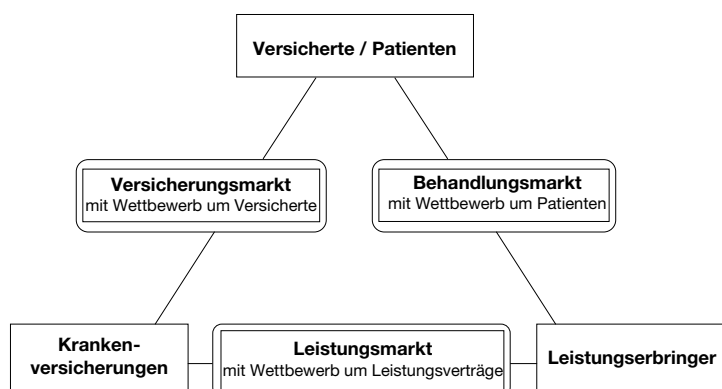 Versicherte / Patienten
Versicherungsmarkt
mit Wettbewerb um Versicherte
Behandlungsmarkt
mit Wettbewerb um Patienten
Kranken-
versicherungen
Leistungsmarkt
mit Wettbewerb um Leistungsverträge
Leistungserbringer